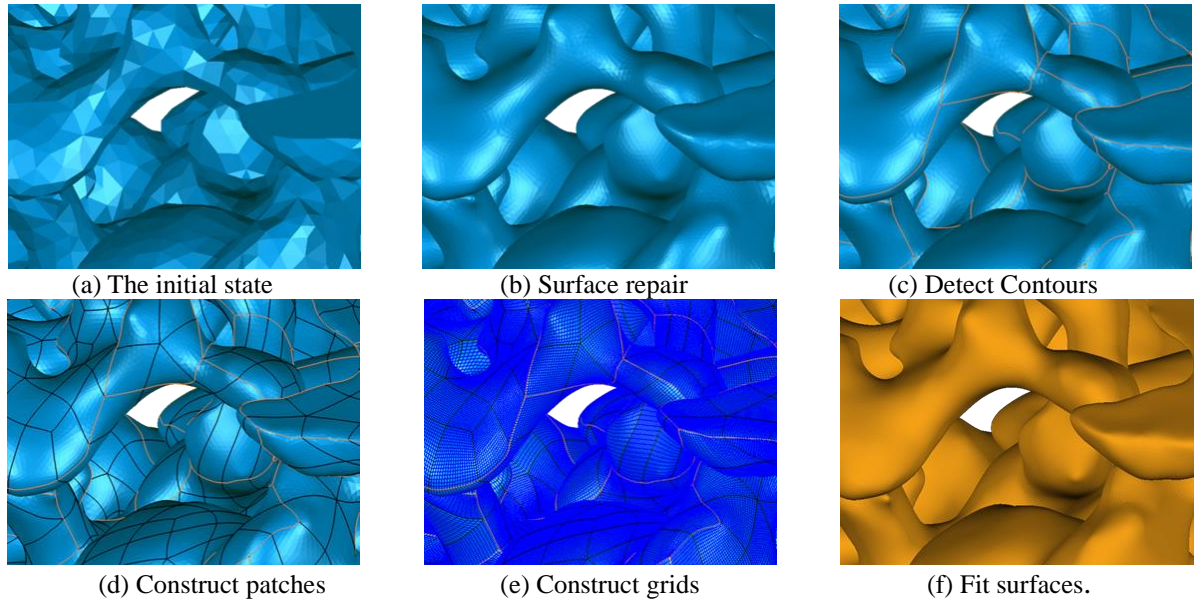 (a) The initial state
(b) Surface repair
(c) Detect Contours
(d) Construct patches
(e) Construct grids
(f) Fit surfaces.